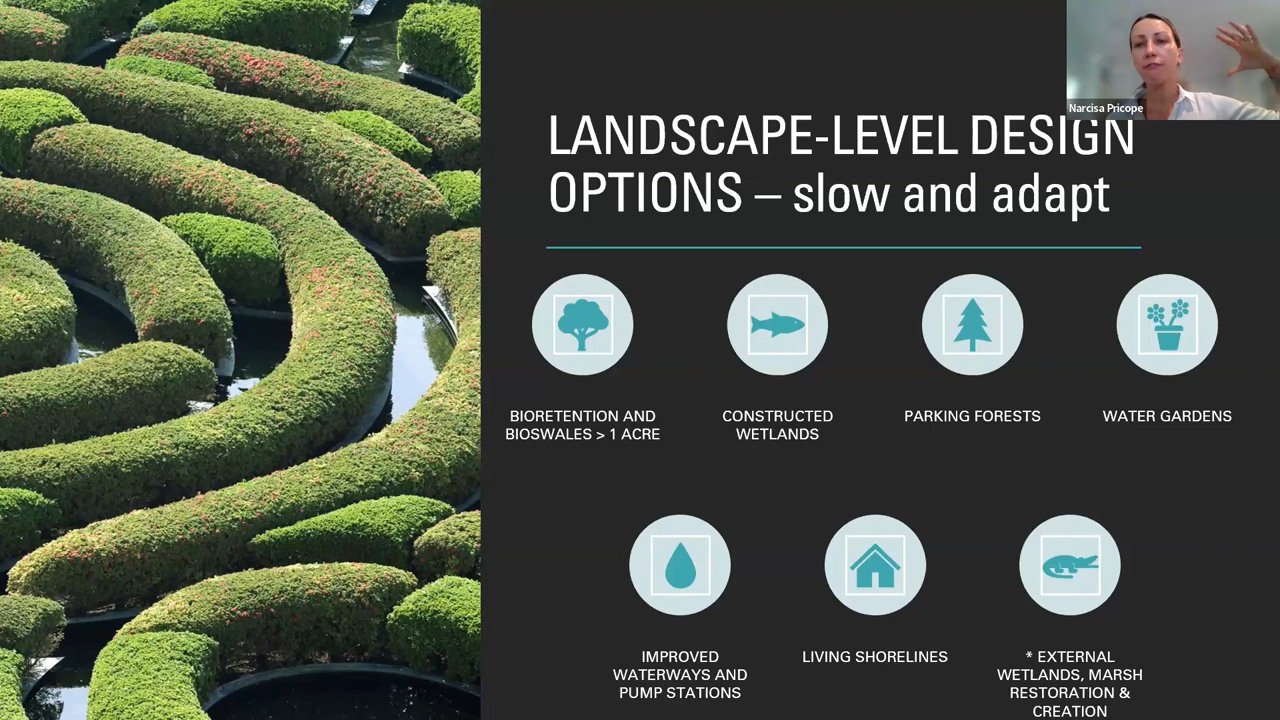 Narcisa Pricope
LANDSCAPE-LEVEL DESIGN
OPTIONS – slow and adapt
BIORETENTION AND
BIOSWALES > 1 ACRE
CONSTRUCTED
WETLANDS
PARKING FORESTS
WATER GARDENS
IMPROVED
WATERWAYS AND
PUMP STATIONS
LIVING SHORELINES
* EXTERNAL
WETLANDS, MARSH
RESTORATION &
CREATION